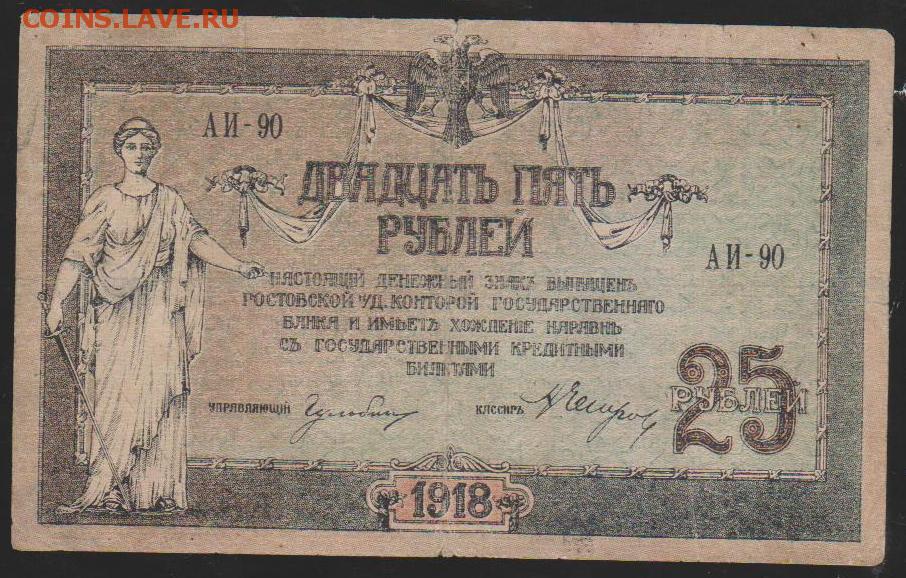 COINS.LAVE.RU
АИ-90
ДВАДЦАТЬ ПЯТЬ
РУБЛЕЙ
АИ-90
НАСТОЯЩІЙ ДЕНЕЖНЫЙ ЗНАКЪ ВЫПУЩЕНЪ
РОСТОВСКОЙ Н/Д. КОНТОРОЙ ГОСУДАРСТВЕННАГО
БАНКА И ИМѢЕТЪ ХОЖДЕНІЕ НАРАВНѢ
СЪ ГОСУДАРСТВЕННЫМИ КРЕДИТНЫМИ
БИЛЕТАМИ
25
РУБЛЕЙ
УПРАВЛЯЮЩІЙ
КАССИРЪ
1918